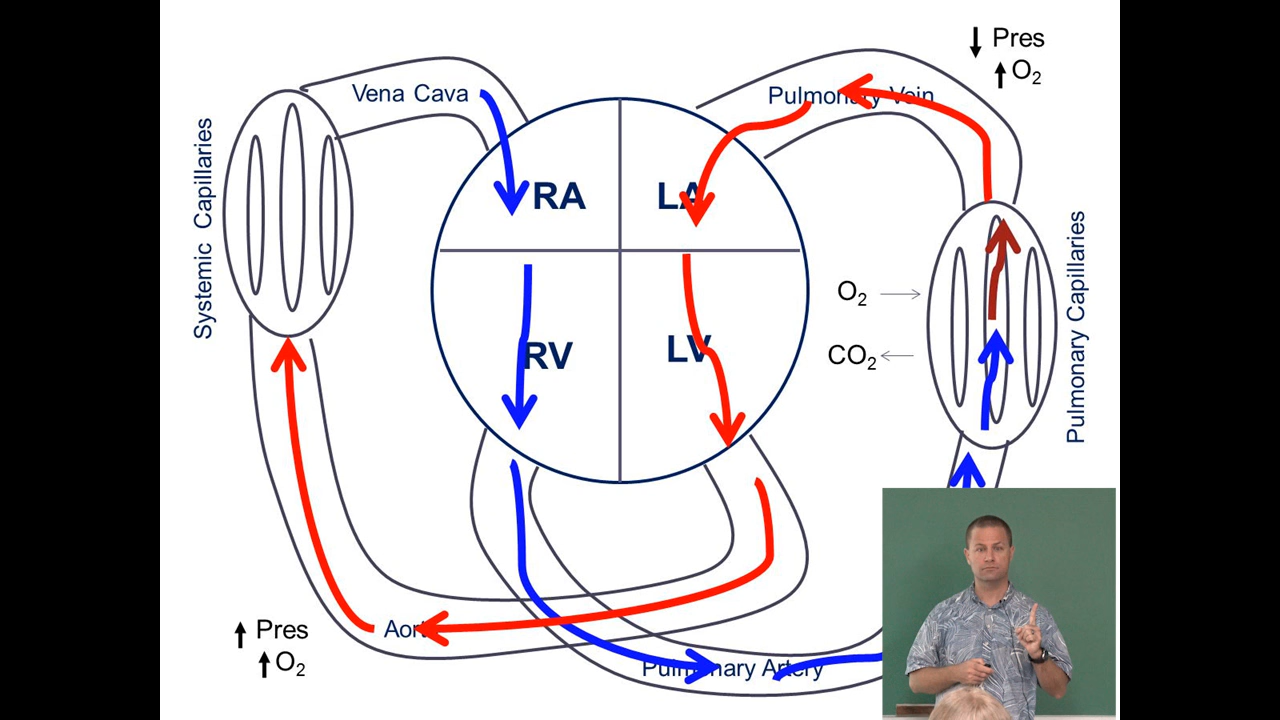 ↓ Pres
↑ O₂
Vena Cava
Pulmonary Vein
Systemic Capillaries
RA
LA
O₂
CO₂
Pulmonary Capillaries
RV
LV
↑ Pres
↑ O₂
Aorta
Pulmonary Artery